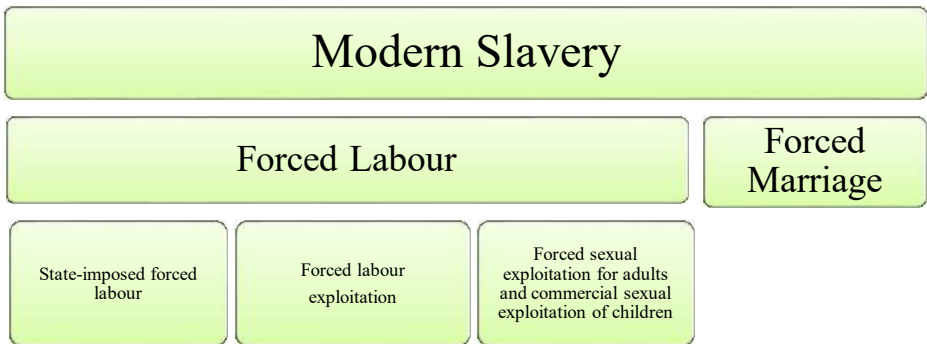 Modern Slavery
Forced Labour
Forced
Marriage
State-imposed forced
labour
Forced labour
exploitation
Forced sexual
exploitation for adults
and commercial sexual
exploitation of children